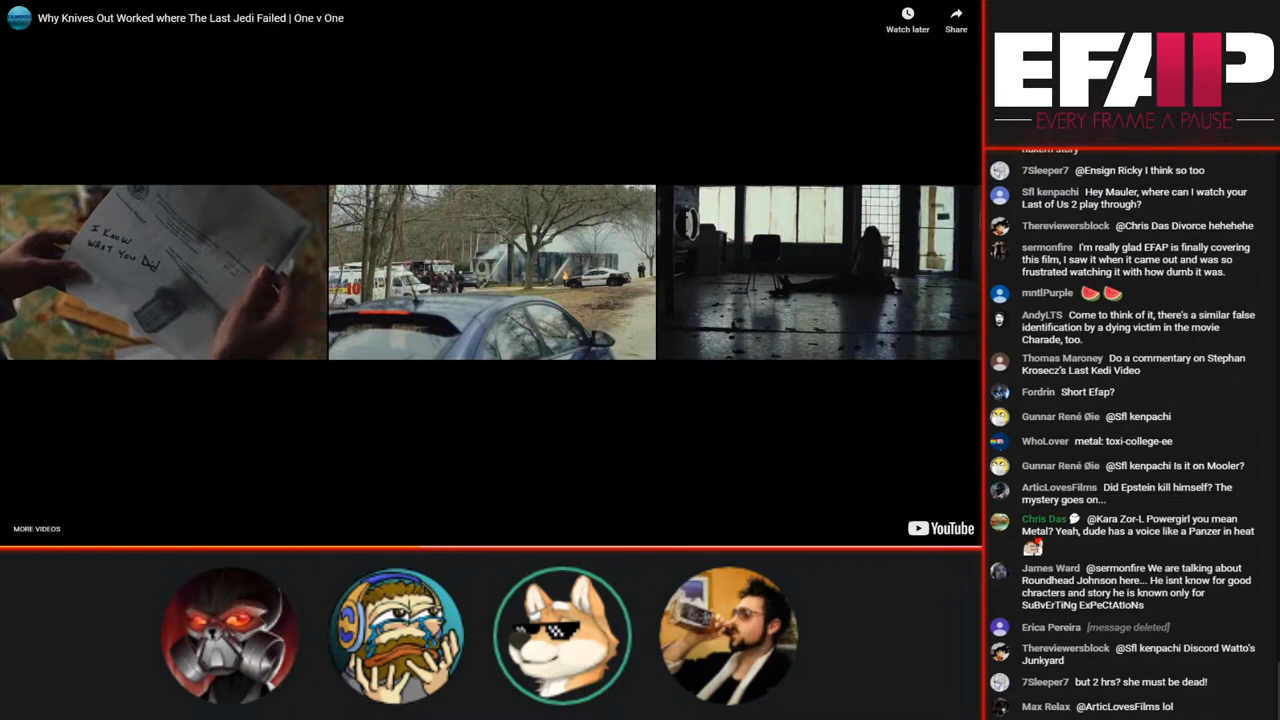 Why Knives Out Worked where The Last Jedi Failed | One v One
Watch later
Share
I KNOW
WHAT YOU DiD
10
MORE VIDEOS
YouTube
EFAP
EVERY FRAME A PAUSE
7Sleeper7 @Ensign Ricky I think so too
Sfl kenpachi Hey Mauler, where can I watch your
Last of Us 2 play through?
Thereviewersblock @Chris Das Divorce hehehehe
sermonfire I'm really glad EFAP is finally covering
this film, I saw it when it came out and was so
frustrated watching it with how dumb it was.
mntlPurple
AndyLTS Come to think of it, there's a similar false
identification by a dying victim in the movie
Charade, too.
Thomas Maroney Do a commentary on Stephan
Krosecz's Last Kedi Video
Fordrin Short Efap?
Gunnar René Øie @Sfl kenpachi
WhoLover metal: toxi-college-ee
Gunnar René Øie @Sfl kenpachi Is it on Mooler?
ArticLovesFilms Did Epstein kill himself? The
mystery goes on...
Chris Das @Kara Zor-L Powergirl you mean
Metal? Yeah, dude has a voice like a Panzer in heat
James Ward @sermonfire We are talking about
Roundhead Johnson here... He isnt know for good
chracters and story he is known only for
SuBvErTiNg ExPeCtAtIoNs
Erica Pereira [message deleted]
Thereviewersblock @Sfl kenpachi Discord Watto's
Junkyard
7Sleeper7 but 2 hrs? she must be dead!
Max Relax @ArticLovesFilms lol